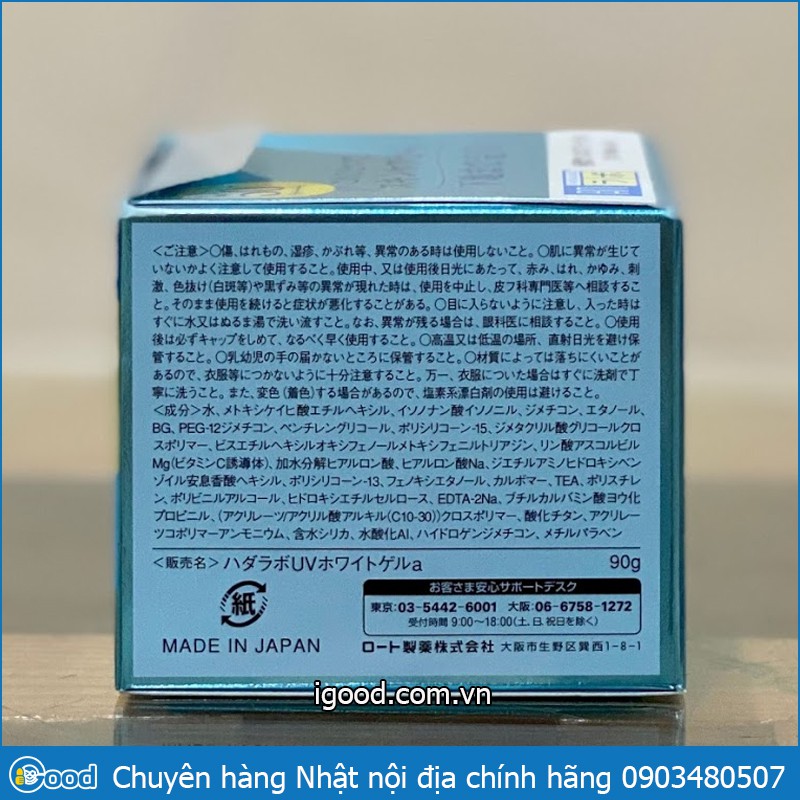 ＜ご注意＞○傷、はれもの、湿疹、かぶれ等、異常のある時は使用しないこと。○肌に異常が生じて
いないかよく注意して使用すること。使用中、又は使用後日光にあたって、赤み、はれ、かゆみ、刺
激、色抜け(白斑等)や黒ずみ等の異常が現れた時は、使用を中止し、皮フ科専門医等へ相談するこ
と。そのまま使用を続けると症状が悪化することがある。○目に入らないように注意し、入った時は
すぐに水又はぬるま湯で洗い流すこと。なお、異常が残る場合は、眼科医に相談すること。○使用
後は必ずキャップをしめて、なるべく早く使用すること。○高温又は低温の場所、直射日光を避け保
管すること。○乳幼児の手の届かないところに保管すること。○材質によっては落ちにくいことが
あるので、衣服等につかないように十分注意すること。万一、衣服についた場合はすぐに洗剤で丁
寧に洗うこと。また、変色(着色)する場合があるので、塩素系漂白剤の使用は避けること。
＜成分＞水、メトキシケイヒ酸エチルヘキシル、イソノナン酸イソノニル、ジメチコン、エタノール、
BG、PEG-12ジメチコン、ペンチレングリコール、ポリシリコーン-15、ジメタクリル酸グリコールクロ
スポリマー、ビスエチルヘキシルオキシフェノールメトキシフェニルトリアジン、リン酸アスコルビル
Mg(ビタミンC誘導体)、加水分解ヒアルロン酸、ヒアルロン酸Na、ジエチルアミノヒドロキシベン
ゾイル安息香酸ヘキシル、ポリシリコーン-13、フェノキシエタノール、カルボマー、TEA、ポリスチレ
ン、ポリビニルアルコール、ヒドロキシエチルセルロース、EDTA-2Na、ブチルカルバミン酸ヨウ化
プロピニル、(アクリレーツ/アクリル酸アルキル(C10-30))クロスポリマー、酸化チタン、アクリレー
ツコポリマーアンモニウム、含水シリカ、水酸化Al、ハイドロゲンジメチコン、メチルパラベン
＜販売名＞ハダラボUVホワイトゲルa 90g
紙
お客さま安心サポートデスク
東京:03-5442-6001 大阪:06-6758-1272
受付時間 9:00〜18:00(土、日、祝日を除く)
MADE IN JAPAN
ロート製薬株式会社 大阪市生野区巽西1-8-1
igood.com.vn
Good Chuyên hàng Nhật nội địa chính hãng 0903480507